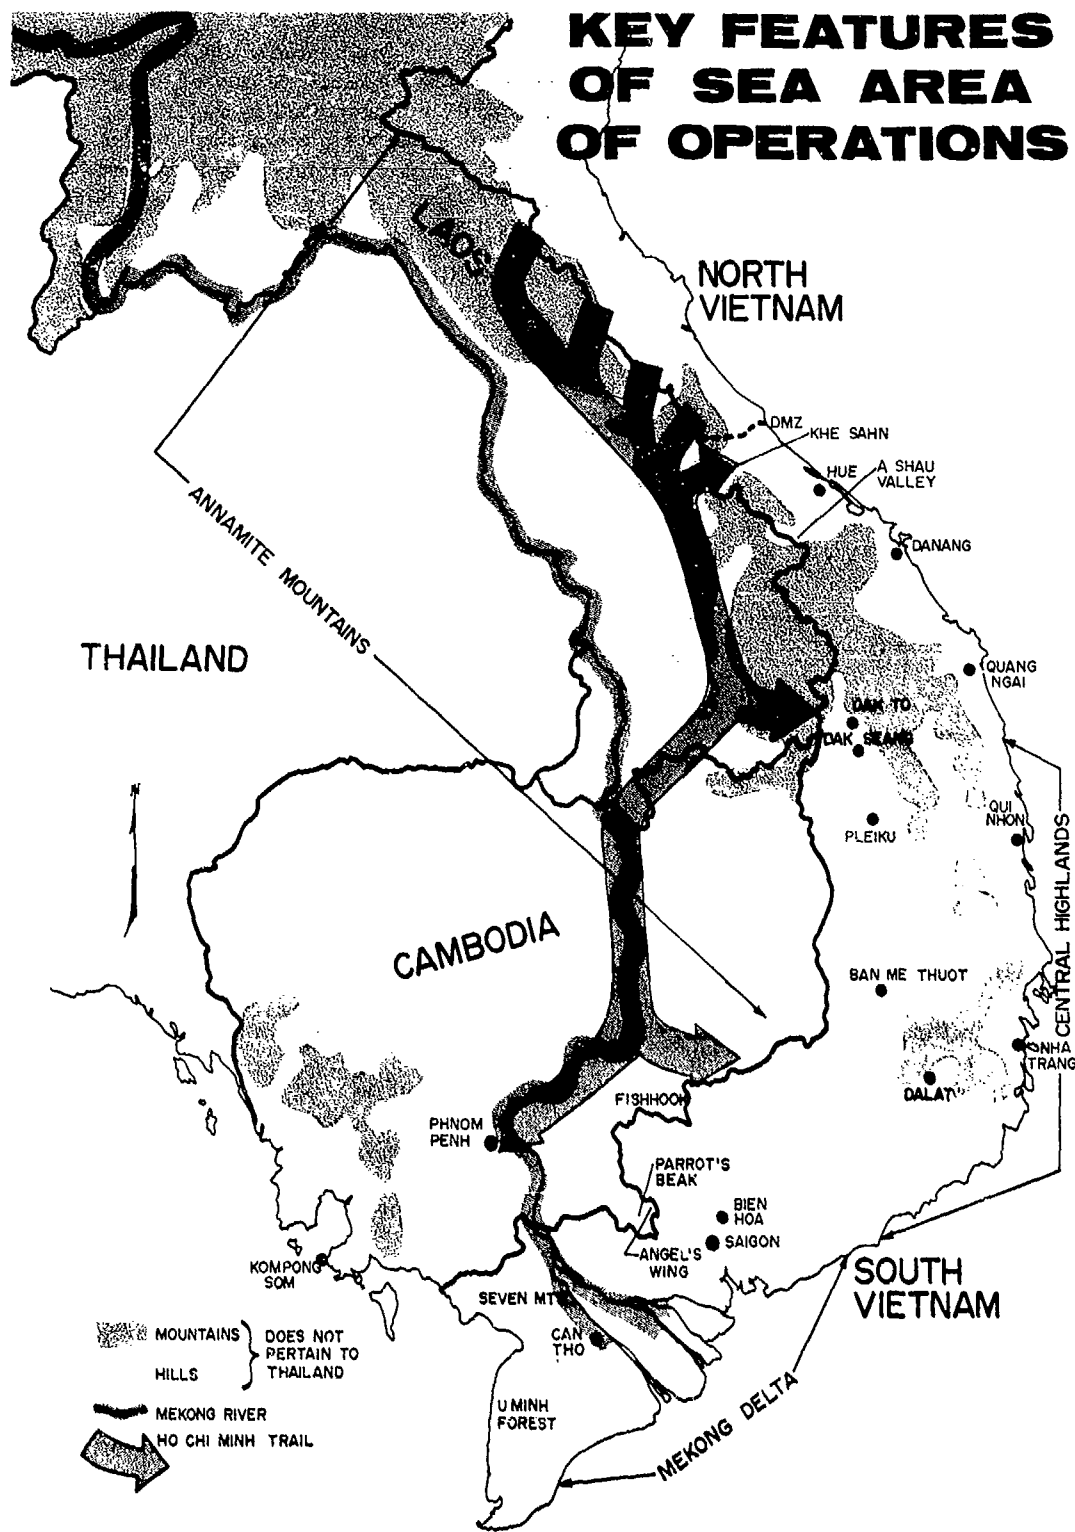 KEY FEATURES
OF SEA AREA
OF OPERATIONS
LAOS
NORTH
VIETNAM
DMZ
KHE SAHN
HUE
A SHAU
VALLEY
DANANG
ANNAMITE MOUNTAINS
THAILAND
QUANG
NGAI
DAK TO
DAK SEANG
N
QUI
NHON
PLEIKU
CENTRAL HIGHLANDS
CAMBODIA
BAN ME THUOT
NHA
TRANG
DALAT
FISHHOOK
PHNOM
PENH
PARROT'S
BEAK
BIEN
HOA
SAIGON
ANGEL'S
WING
KOMPONG
SOM
SOUTH
VIETNAM
SEVEN MTS
CAN
THO
MOUNTAINS
HILLS
DOES NOT
PERTAIN TO
THAILAND
MEKONG RIVER
HO CHI MINH TRAIL
U MINH
FOREST
MEKONG DELTA